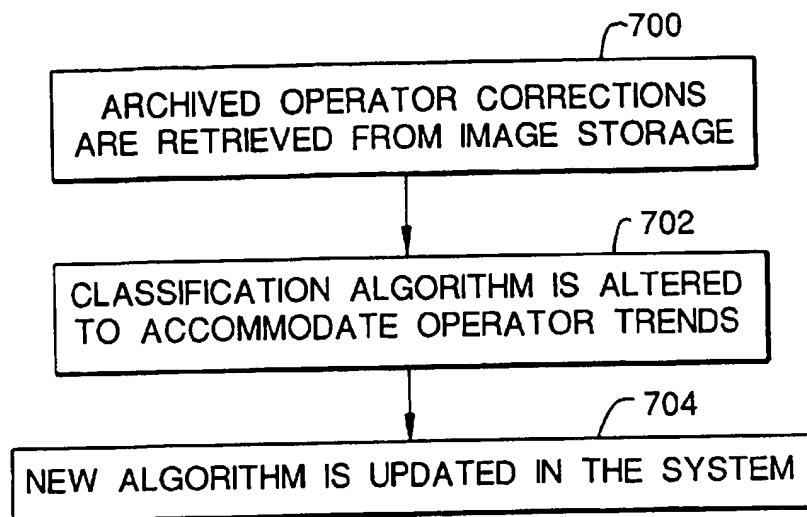 700
ARCHIVED OPERATOR CORRECTIONS
ARE RETRIEVED FROM IMAGE STORAGE
702
CLASSIFICATION ALGORITHM IS ALTERED
TO ACCOMMODATE OPERATOR TRENDS
704
NEW ALGORITHM IS UPDATED IN THE SYSTEM